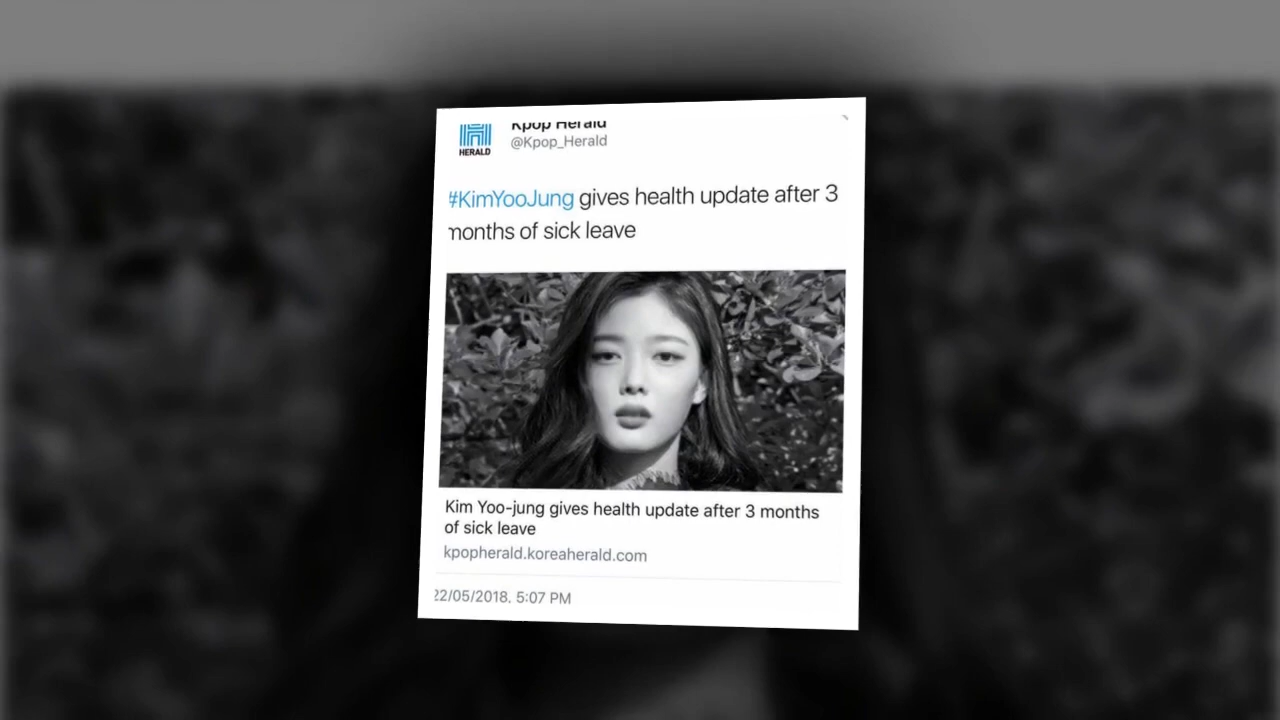 Kpop Herald
HERALD
@Kpop_Herald
#KimYooJung gives health update after 3
months of sick leave
Kim Yoo-jung gives health update after 3 months
of sick leave
kpopherald.koreaherald.com
22/05/2018, 5:07 PM